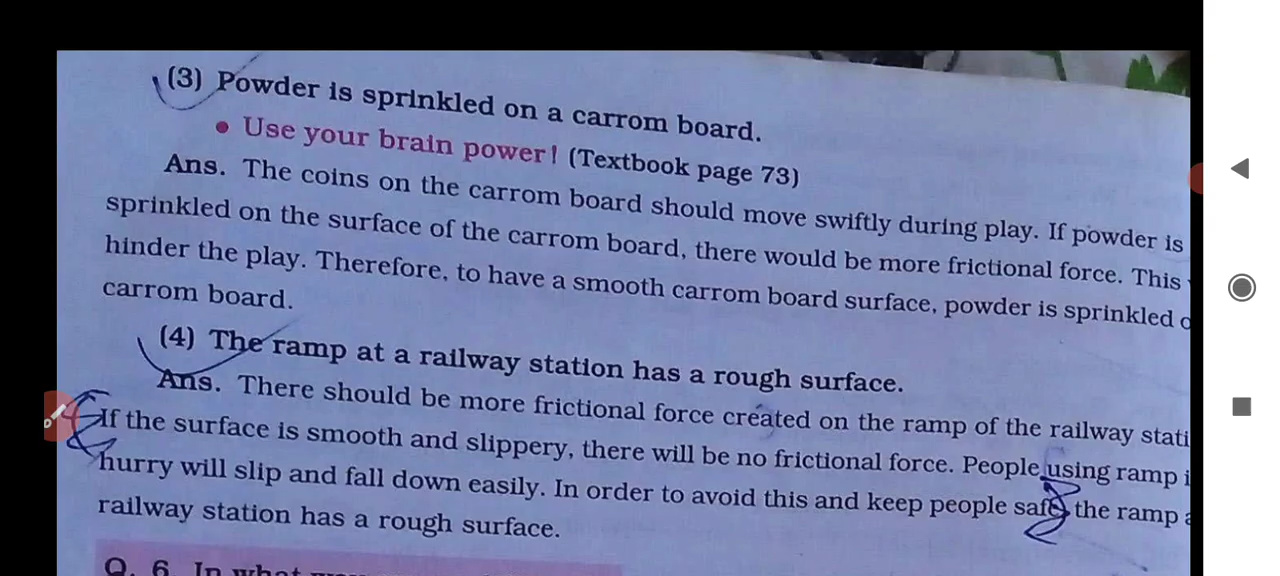 (3) Powder is sprinkled on a carrom board.
• Use your brain power! (Textbook page 73)
Ans. The coins on the carrom board should move swiftly during play. If powder is
sprinkled on the surface of the carrom board, there would be more frictional force. This
hinder the play. Therefore, to have a smooth carrom board surface, powder is sprinkled
carrom board.
(4) The ramp at a railway station has a rough surface.
Ans. There should be more frictional force created on the ramp of the railway stati
If the surface is smooth and slippery, there will be no frictional force. People using ramp i
hurry will slip and fall down easily. In order to avoid this and keep people safe, the ramp a
railway station has a rough surface.
Q. 6. In what